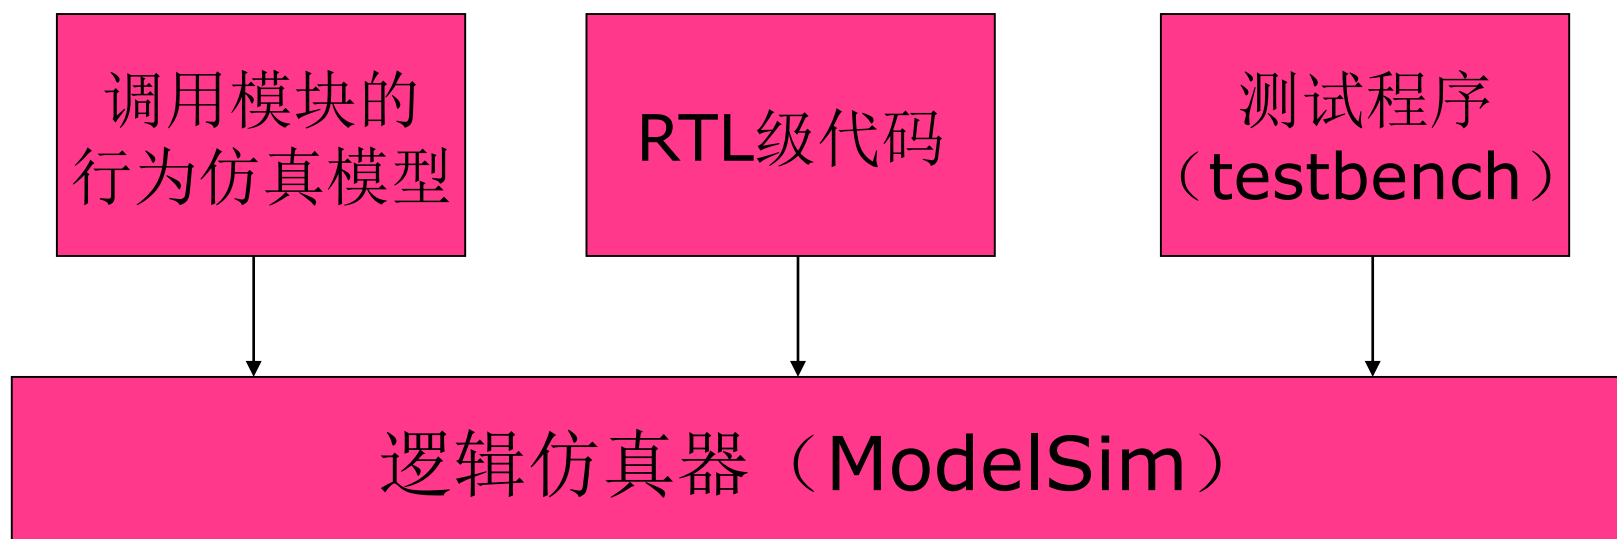 调用模块的
行为仿真模型
RTL级代码
测试程序
（testbench）
逻辑仿真器（ModelSim）